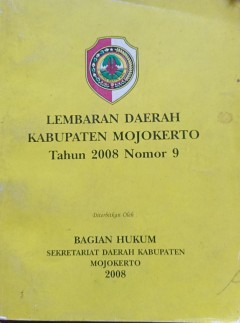 LEMBARAN DAERAH
KABUPATEN MOJOKERTO
Tahun 2008 Nomor 9
Diterbitkan Oleh
BAGIAN HUKUM
SEKRETARIAT DAERAH KABUPATEN
MOJOKERTO
2008